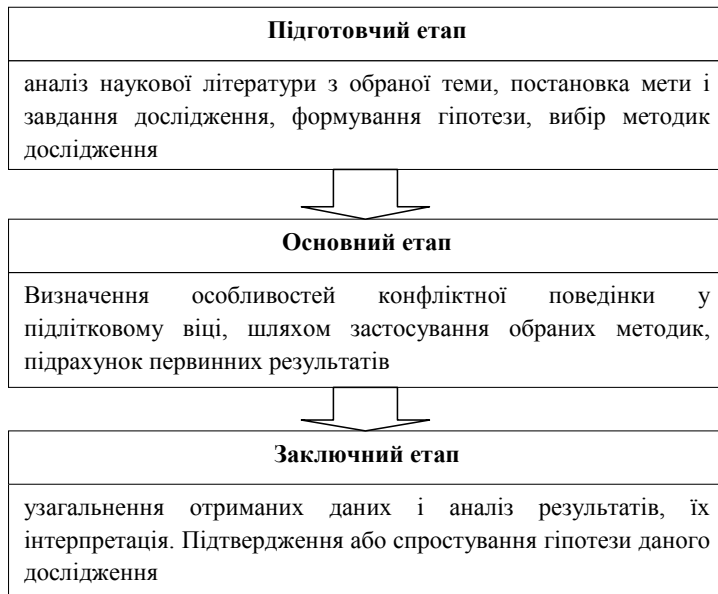 Підготовчий етап
аналіз наукової літератури з обраної теми, постановка мети і
завдання дослідження, формування гіпотези, вибір методик
дослідження
Основний етап
Визначення особливостей конфліктної поведінки у
підлітковому віці, шляхом застосування обраних методик,
підрахунок первинних результатів
Заключний етап
узагальнення отриманих даних і аналіз результатів, їх
інтерпретація. Підтвердження або спростування гіпотези даного
дослідження